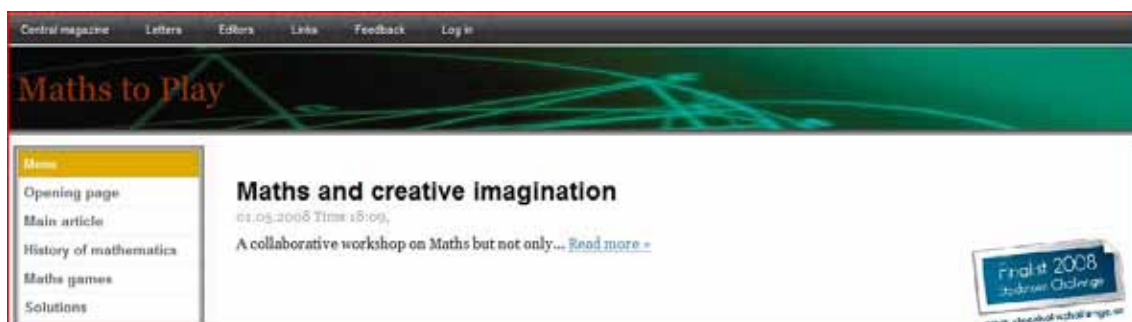 Central magazine Letters Editors Links Feedback Log in
Maths to Play
Menu
Opening page
Main article
History of mathematics
Maths games
Solutions
Maths and creative imagination
01.05.2008 Time 18:09,
A collaborative workshop on Maths but not only... Read more »
Finalist 2008
Challenge